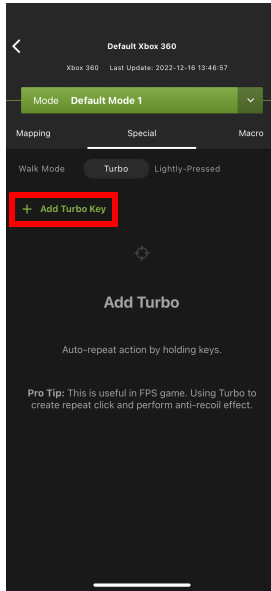 Default Xbox 360
Xbox 360 Last Update: 2022-12-16 13:46:57
Mode Default Mode 1
Mapping Special Macro
Walk Mode Turbo Lightly-Pressed
+ Add Turbo Key
Add Turbo
Auto-repeat action by holding keys.
Pro Tip: This is useful in FPS game. Using Turbo to
create repeat click and perform anti-recoil effect.